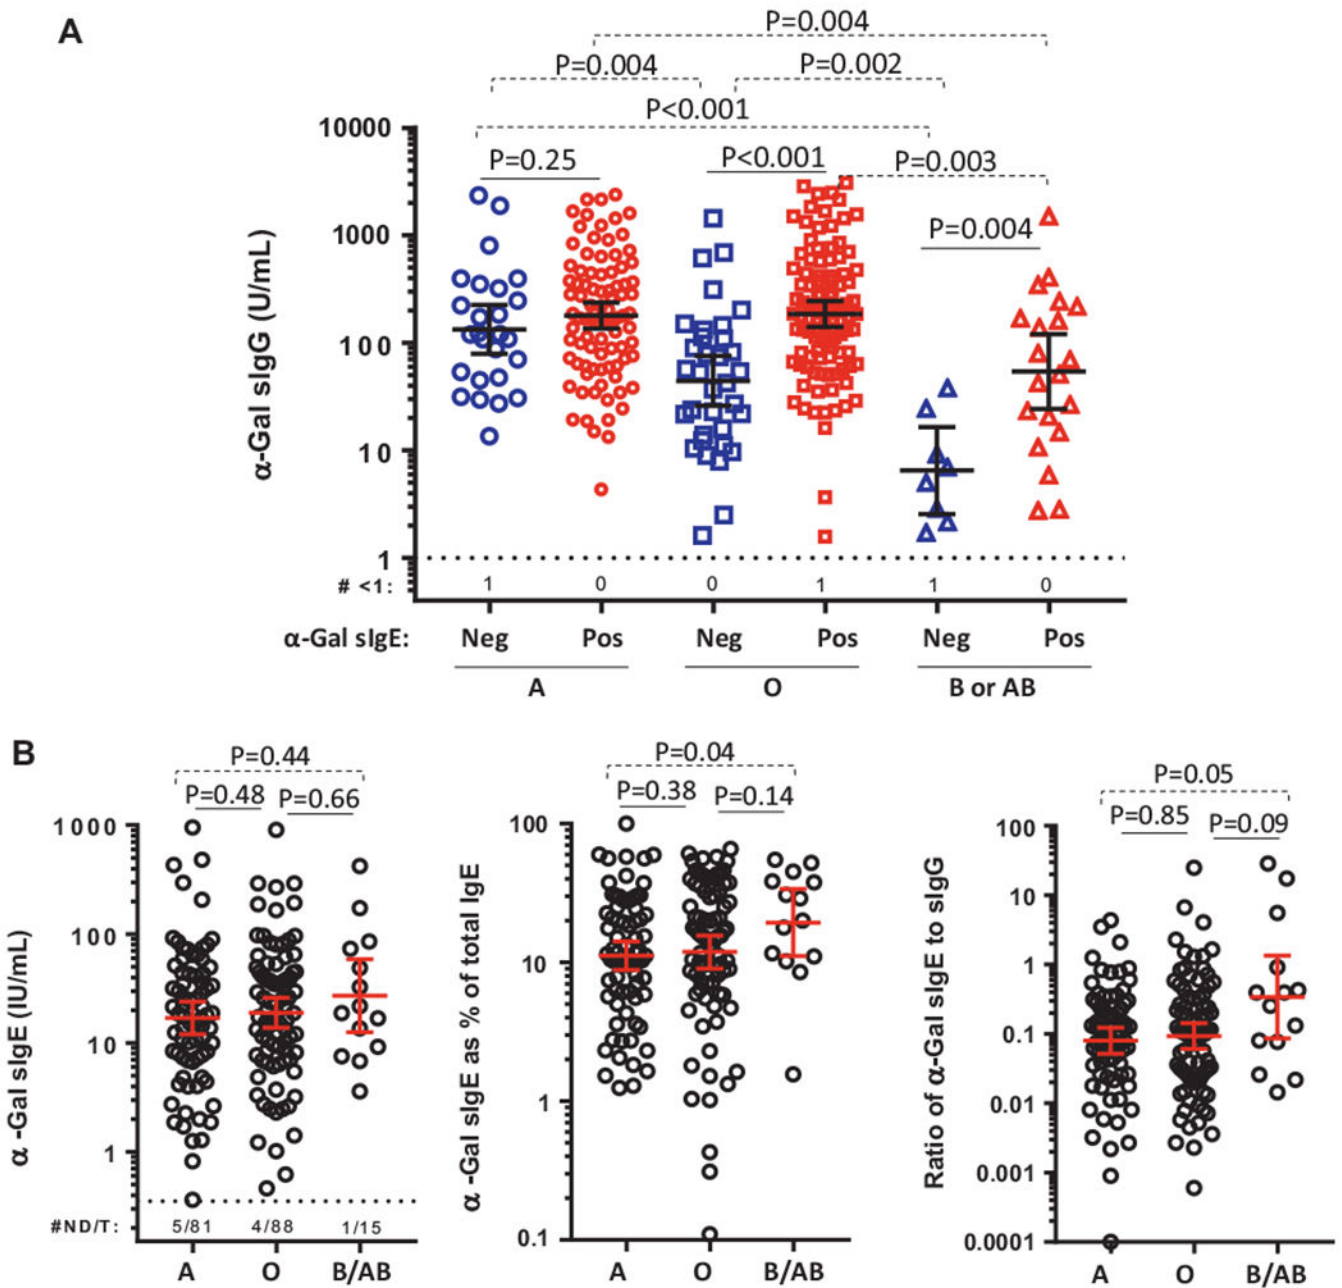 A
P=0.004
P=0.004 P=0.002
P<0.001
P=0.25 P<0.001 P=0.003
P=0.004
α-Gal sIgG (U/mL)
10000
1000
100
10
1
# <1: 1 0 0 1 1 0
α-Gal sIgE: Neg Pos Neg Pos Neg Pos
A O B or AB
B
P=0.44
P=0.48 P=0.66
α -Gal sIgE (IU/mL)
1000
100
10
1
#ND/T: 5/81 4/88 1/15
A O B/AB
P=0.04
P=0.38 P=0.14
α -Gal sIgE as % of total IgE
100
10
1
0.1
A O B/AB
P=0.05
P=0.85 P=0.09
Ratio of α-Gal sIgE to sIgG
100
10
1
0.1
0.01
0.001
0.0001
A O B/AB